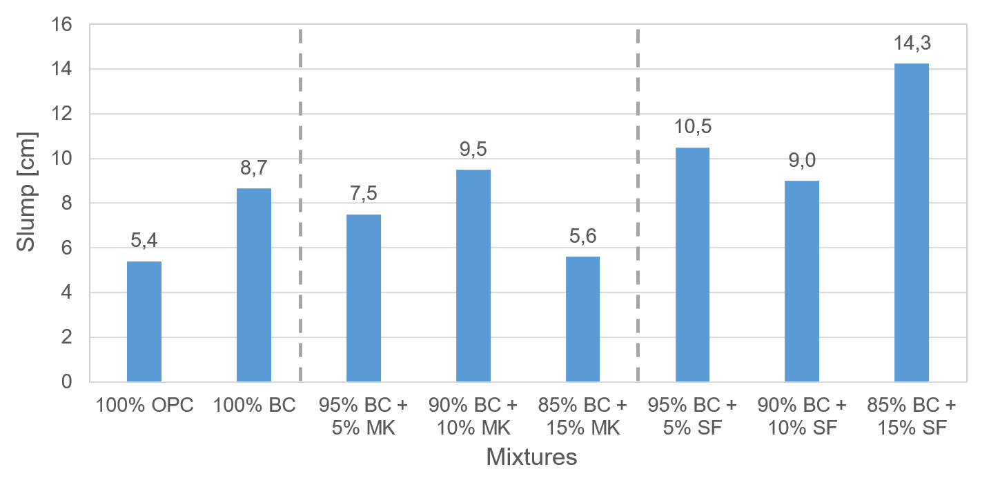 16
14
12
10
8
6
4
2
0
Slump [cm]
5,4
8,7
7,5
9,5
5,6
10,5
9,0
14,3
100% OPC
100% BC
95% BC +
5% MK
90% BC +
10% MK
85% BC +
15% MK
95% BC +
5% SF
90% BC +
10% SF
85% BC +
15% SF
Mixtures